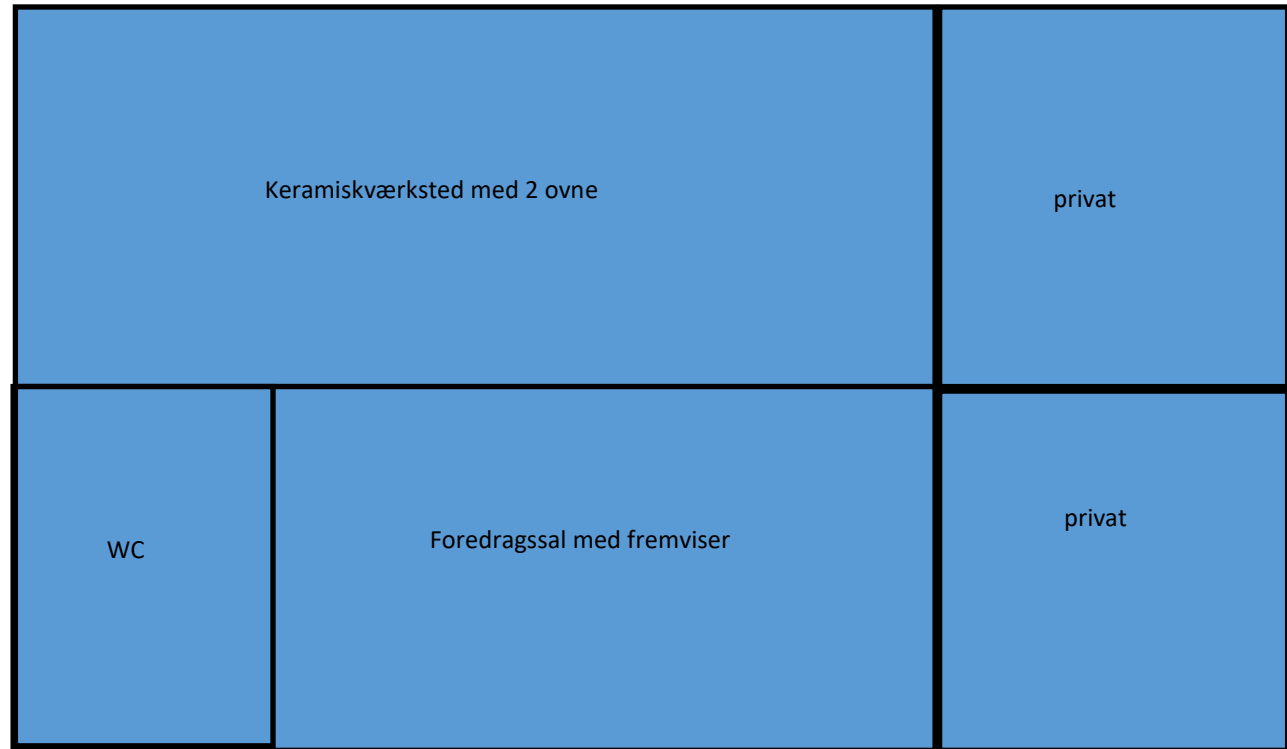 Keramiskværksted med 2 ovne
privat
WC
Foredragssal med fremviser
privat